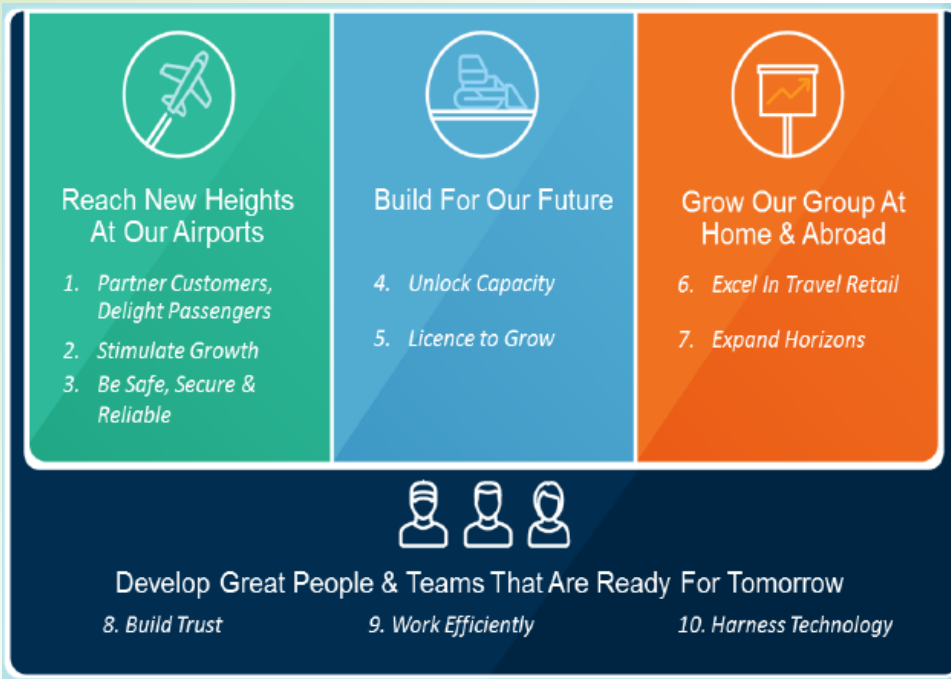 Reach New Heights
At Our Airports
1. Partner Customers,
Delight Passengers
2. Stimulate Growth
3. Be Safe, Secure &
Reliable
Build For Our Future
4. Unlock Capacity
5. Licence to Grow
Grow Our Group At
Home & Abroad
6. Excel In Travel Retail
7. Expand Horizons
Develop Great People & Teams That Are Ready For Tomorrow
8. Build Trust
9. Work Efficiently
10. Harness Technology